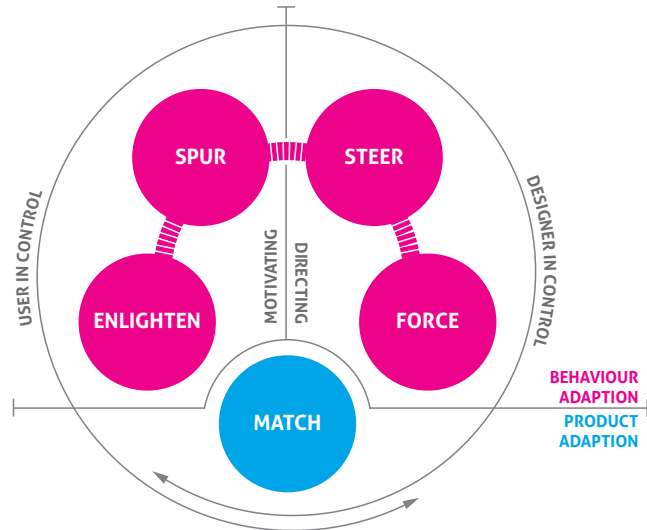 SPUR
STEER
USER IN CONTROL
MOTIVATING
DIRECTING
DESIGNER IN CONTROL
ENLIGHTEN
FORCE
BEHAVIOUR
ADAPTION
MATCH
PRODUCT
ADAPTION